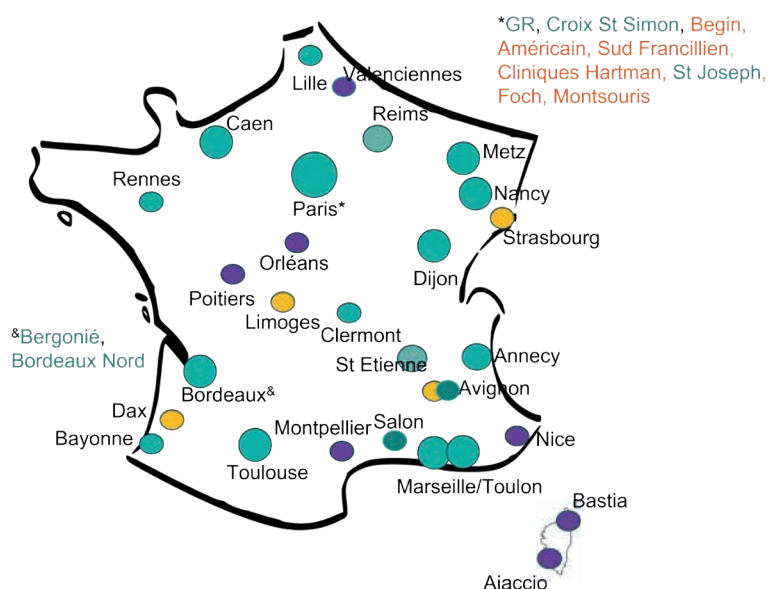 *GR, Croix St Simon, Begin,
Américain, Sud Francillien,
Cliniques Hartman, St Joseph,
Foch, Montsouris
Lille
Valenciennes
Caen
Reims
Metz
Rennes
Nancy
Paris*
Strasbourg
Orléans
Dijon
Poitiers
Limoges
Clermont
&Bergonié,
Bordeaux Nord
St Etienne
Annecy
Bordeaux&
Avignon
Dax
Montpellier
Salon
Bayonne
Nice
Toulouse
Marseille/Toulon
Bastia
Ajaccio